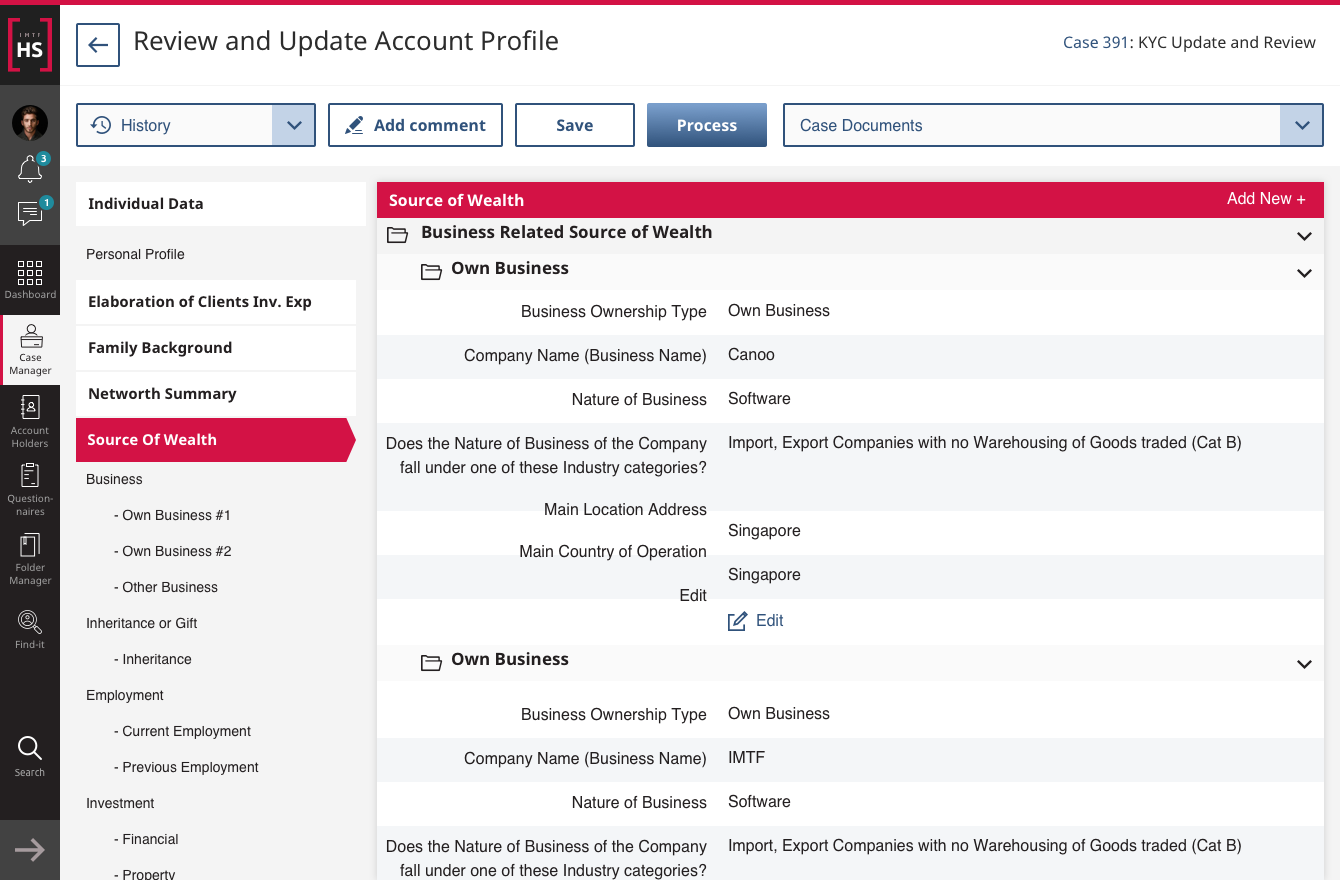 IMTF
HS
Review and Update Account Profile
Case 391: KYC Update and Review
History
Add comment
Save
Process
Case Documents
3
1
Dashboard
Case
Manager
Account
Holders
Question-
naires
Folder
Manager
Find-it
Search
Individual Data
Personal Profile
Elaboration of Clients Inv. Exp
Family Background
Networth Summary
Source Of Wealth
Business
- Own Business #1
- Own Business #2
- Other Business
Inheritance or Gift
- Inheritance
Employment
- Current Employment
- Previous Employment
Investment
- Financial
- Property
Source of Wealth
Add New +
Business Related Source of Wealth
Own Business
Business Ownership Type
Own Business
Company Name (Business Name)
Canoo
Nature of Business
Software
Does the Nature of Business of the Company
fall under one of these Industry categories?
Import, Export Companies with no Warehousing of Goods traded (Cat B)
Main Location Address
Singapore
Main Country of Operation
Singapore
Edit
Edit
Own Business
Business Ownership Type
Own Business
Company Name (Business Name)
IMTF
Nature of Business
Software
Does the Nature of Business of the Company
fall under one of these Industry categories?
Import, Export Companies with no Warehousing of Goods traded (Cat B)